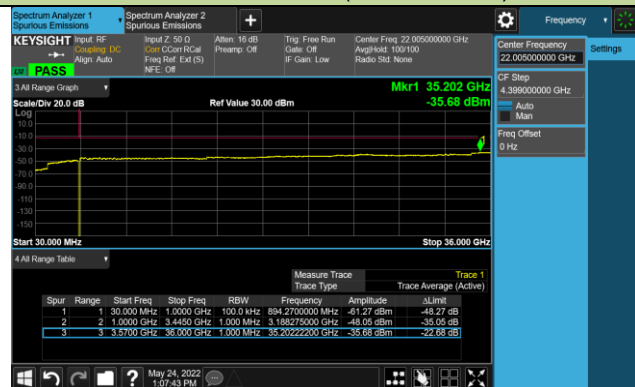 Spectrum Analyzer 1
Spurious Emissions
Spectrum Analyzer 2
Spurious Emissions
Frequency
KEYSIGHT
Input: RF
Coupling: DC
Align: Auto
Input Z: 50 Ω
Corr CCorr RCal
Freq Ref: Ext (S)
NFE: Off
Atten: 16 dB
Preamp: Off
Trig: Free Run
Gate: Off
IF Gain: Low
Center Freq: 22.005000000 GHz
Avg|Hold: 100/100
Radio Std: None
PASS
Center Frequency
22.005000000 GHz
Settings
CF Step
4.399000000 GHz
Auto
Man
Freq Offset
0 Hz
3 All Range Graph
Mkr1 35.202 GHz
Scale/Div 20.0 dB
Ref Value 30.00 dBm
-35.68 dBm
Log
10.0
-10.0
-30.0
-50.0
-70.0
-90.0
-110
-130
-150
1
Start 30.000 MHz
Stop 36.000 GHz
4 All Range Table
Measure Trace Trace 1
Trace Type Trace Average (Active)
Spur Range Start Freq Stop Freq RBW Frequency Amplitude ΔLimit
1 1 30.000 MHz 1.0000 GHz 100.0 kHz 894.2700000 MHz -61.27 dBm -48.27 dB
2 2 1.0000 GHz 3.4450 GHz 1.000 MHz 3.188275000 GHz -48.05 dBm -35.05 dB
3 3 3.5700 GHz 36.000 GHz 1.000 MHz 35.20222200 GHz -35.68 dBm -22.68 dB
May 24, 2022
1:07:43 PM